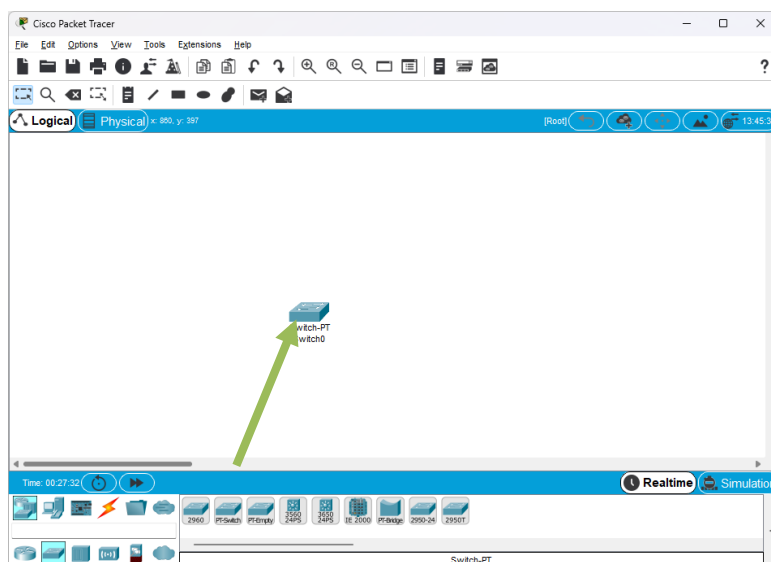 Cisco Packet Tracer
File Edit Options View Tools Extensions Help
?
Logical Physical x: 860, y: 397 [Root] 13:45:3
witch-PT
witch0
Time: 00:27:32 Realtime Simulation
2960 PT-Switch PT-Empty 3560 24PS 3650 24PS IE 2000 PT-Bridge 2950-24 2950T
Switch-PT